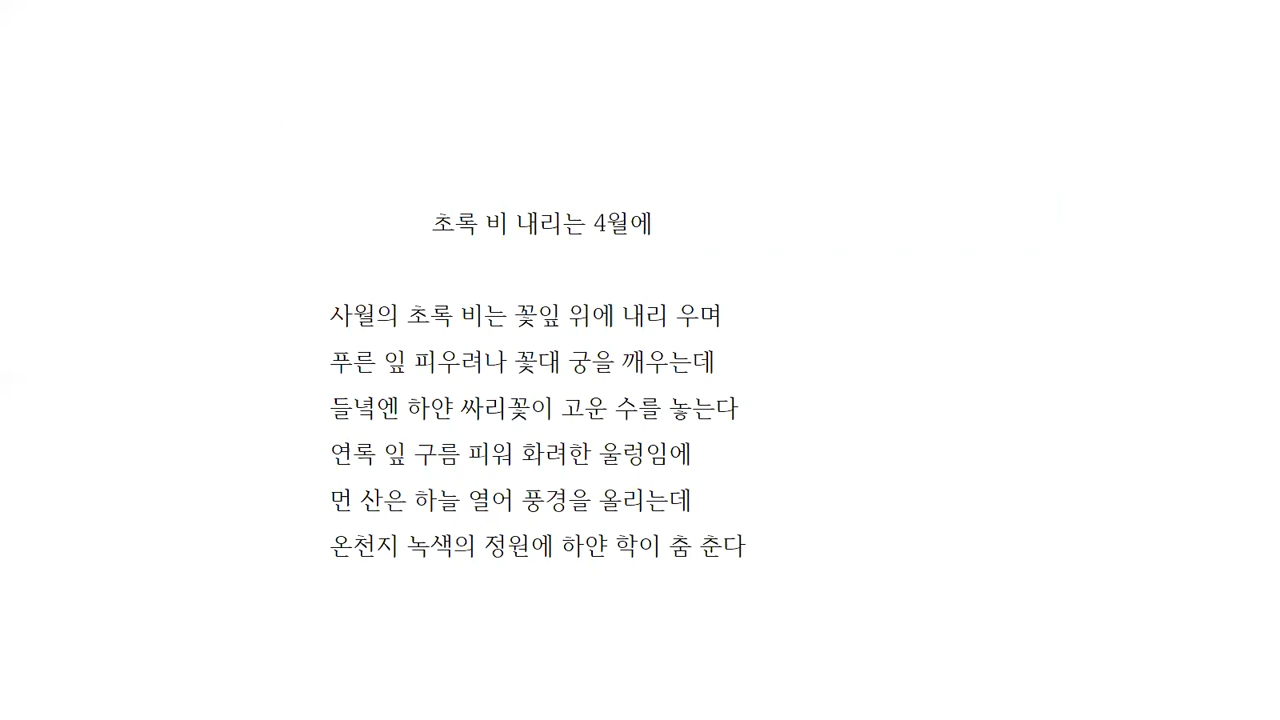 초록 비 내리는 4월에
사월의 초록 비는 꽃잎 위에 내리 우며
푸른 잎 피우려나 꽃대 궁을 깨우는데
들녘엔 하얀 싸리꽃이 고운 수를 놓는다
연록 잎 구름 피워 화려한 울렁임에
먼 산은 하늘 열어 풍경을 올리는데
온천지 녹색의 정원에 하얀 학이 춤 춘다